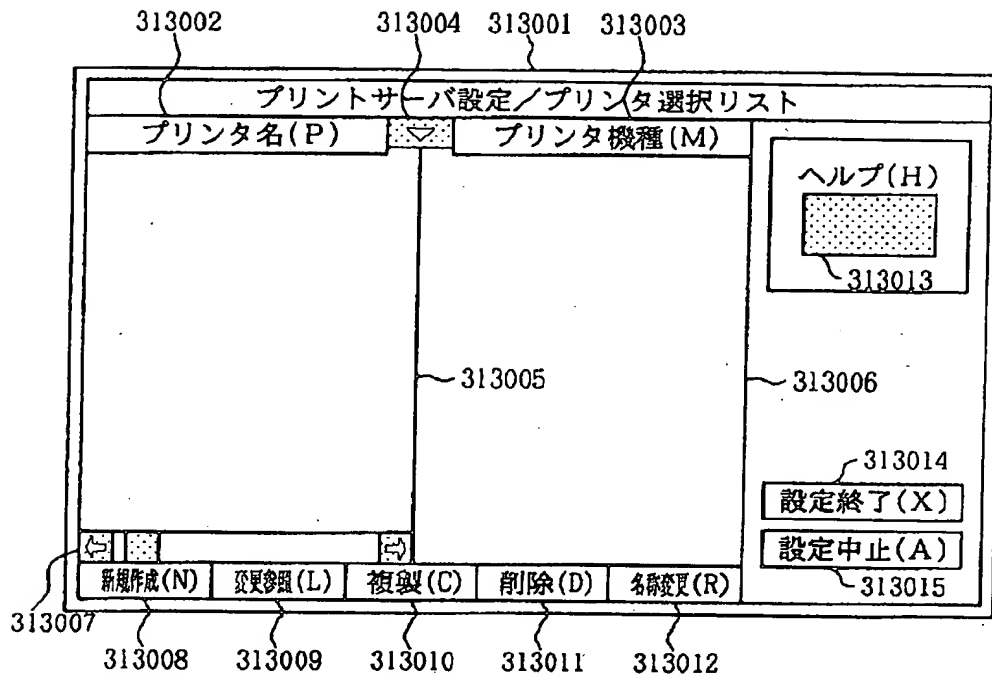 313002 313004 313001 313003
プリントサーバ設定/プリンタ選択リスト
プリンタ名(P) プリンタ機種(M)
ヘルプ(H)
313013
313005
313006
313014
設定終了(X)
設定中止(A)
313015
新規作成(N) 変更参照(L) 複製(C) 削除(D) 名称変更(R)
313007
313008 313009 313010 313011 313012